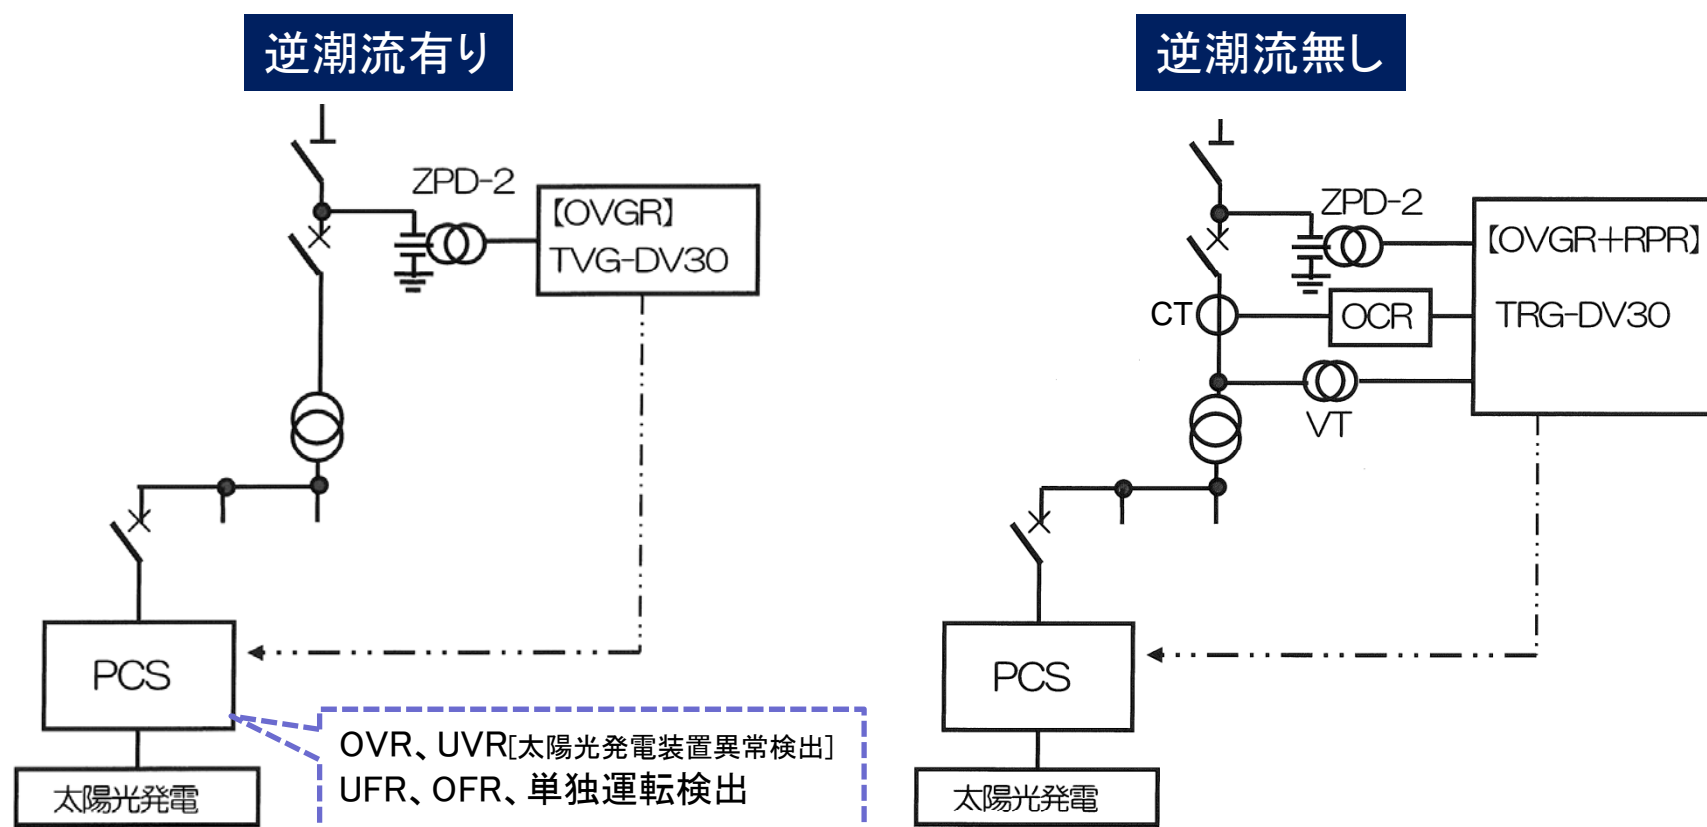 逆潮流有り
ZPD-2
【OVGR】
TVG-DV30
PCS
太陽光発電
OVR、UVR[太陽光発電装置異常検出]
UFR、OFR、単独運転検出
逆潮流無し
ZPD-2
【OVGR+RPR】
CT
OCR
TRG-DV30
VT
PCS
太陽光発電